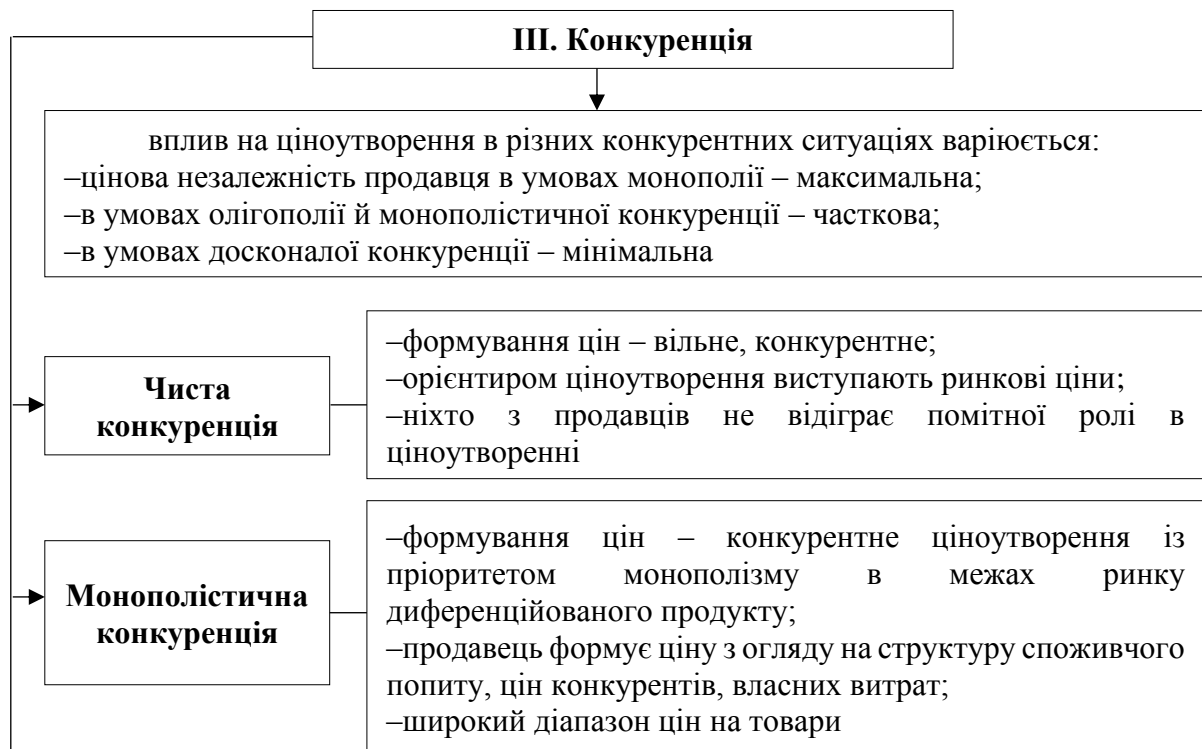 III. Конкуренція
вплив на ціноутворення в різних конкурентних ситуаціях варіюється:
–цінова незалежність продавця в умовах монополії – максимальна;
–в умовах олігополії й монополістичної конкуренції – часткова;
–в умовах досконалої конкуренції – мінімальна
Чиста
конкуренція
–формування цін – вільне, конкурентне;
–орієнтиром ціноутворення виступають ринкові ціни;
–ніхто з продавців не відіграє помітної ролі в
ціноутворенні
Монополістична
конкуренція
–формування цін – конкурентне ціноутворення із
пріоритетом монополізму в межах ринку
диференційованого продукту;
–продавець формує ціну з огляду на структуру споживчого
попиту, цін конкурентів, власних витрат;
–широкий діапазон цін на товари